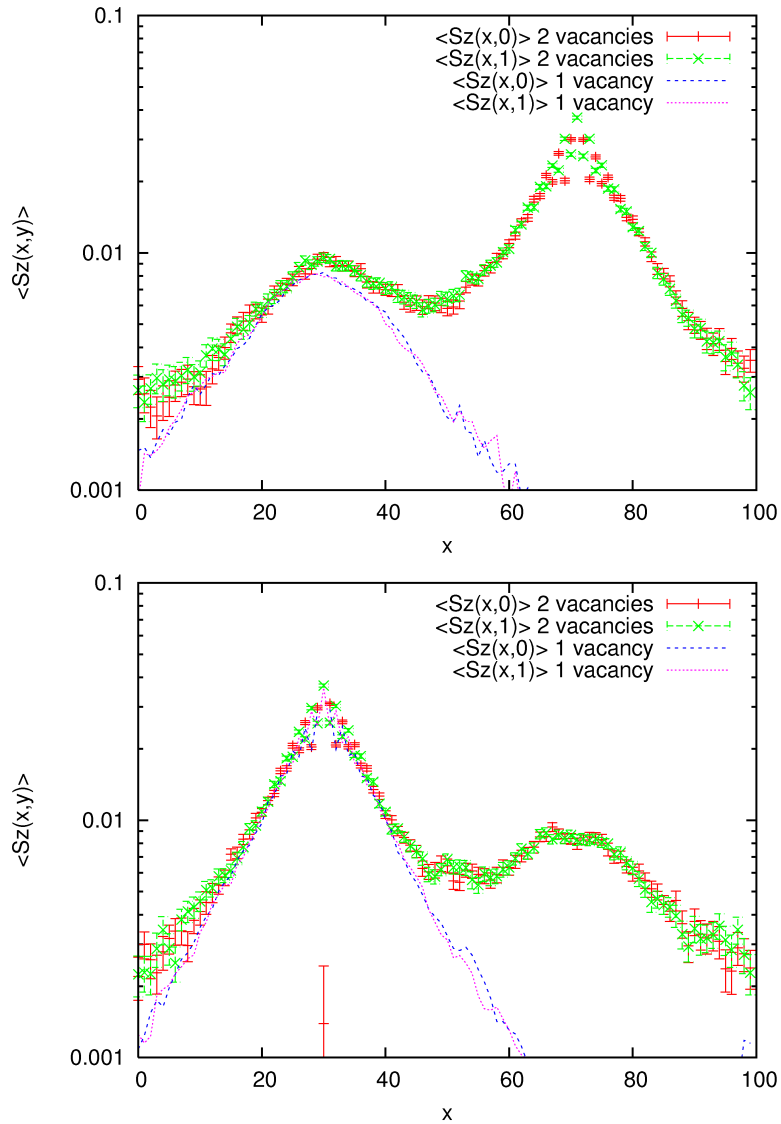 0.1
<Sz(x,0)> 2 vacancies
<Sz(x,1)> 2 vacancies
<Sz(x,0)> 1 vacancy
<Sz(x,1)> 1 vacancy
<Sz(x,y)>
0.01
0.001
0 20 40 60 80 100
x
0.1
<Sz(x,0)> 2 vacancies
<Sz(x,1)> 2 vacancies
<Sz(x,0)> 1 vacancy
<Sz(x,1)> 1 vacancy
<Sz(x,y)>
0.01
0.001
0 20 40 60 80 100
x